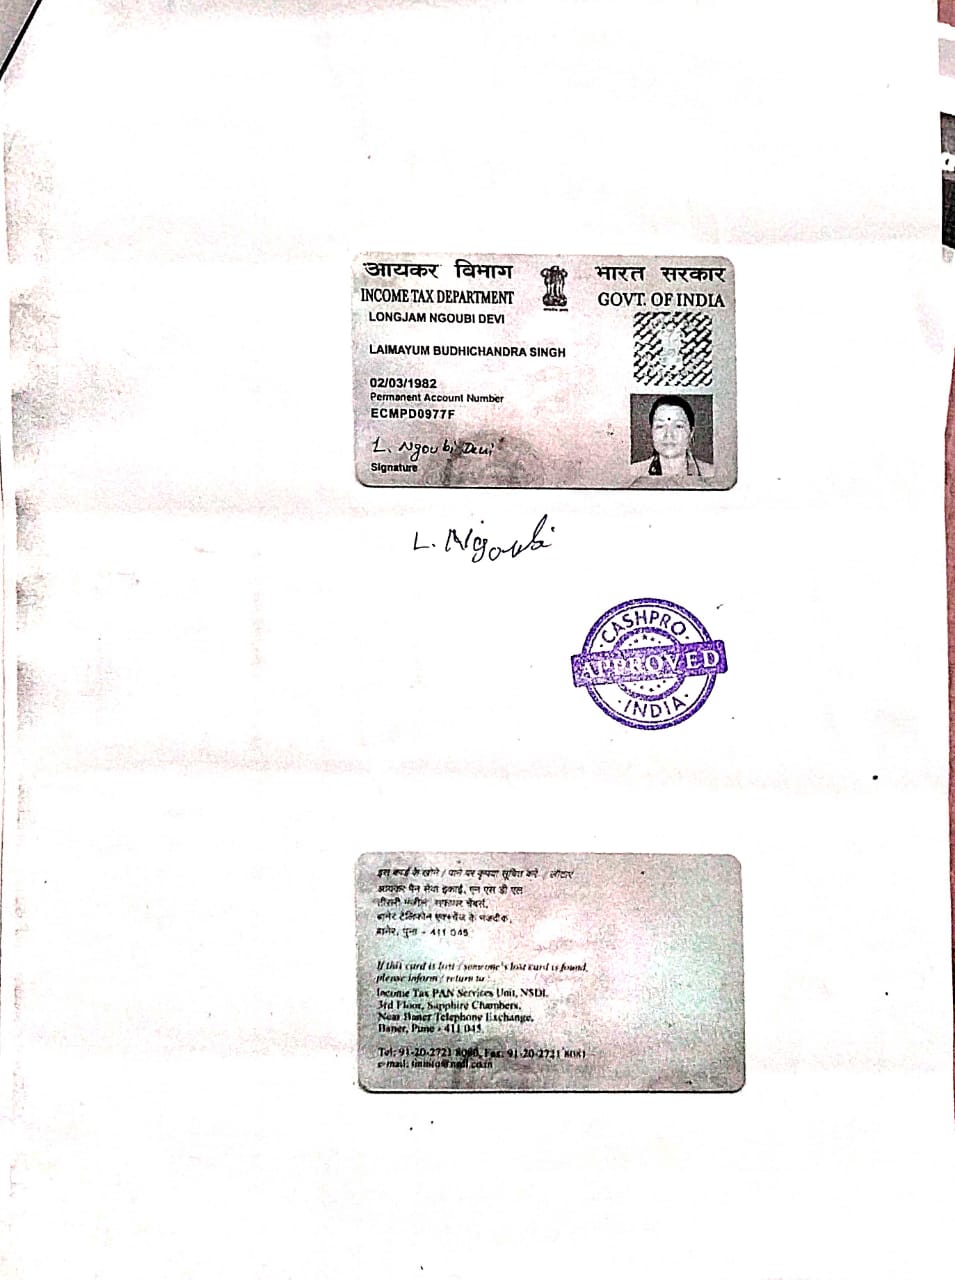 आयकर विभाग
भारत सरकार
INCOME TAX DEPARTMENT
GOVT. OF INDIA
LONGJAM NGOUBI DEVI
LAIMAYUM BUDHICHANDRA SINGH
02/03/1982
Permanent Account Number
ECMPD0977F
L. Ngoubi Devi
Signature
L. Ngoubi
CASHPRO
APPROVED
INDIA
इस कार्ड के खोने / पाने पर कृपया सूचित करें / लौटाएं
आयकर पैन सेवा इकाई, एन एस डी एल
तीसरी मंजील, सफायर चेंबर्स,
बानेर टेलिफोन एक्स्चेंज के नजदीक,
बानेर, पुना - 411 045
If this card is lost / someone's lost card is found,
please inform / return to :
Income Tax PAN Services Unit, NSDL
3rd Floor, Sapphire Chambers,
Near Baner Telephone Exchange,
Baner, Pune - 411 045
Tel: 91-20-2721 8080, Fax: 91-20-2721 8081
e-mail: tininfo@nsdl.co.in